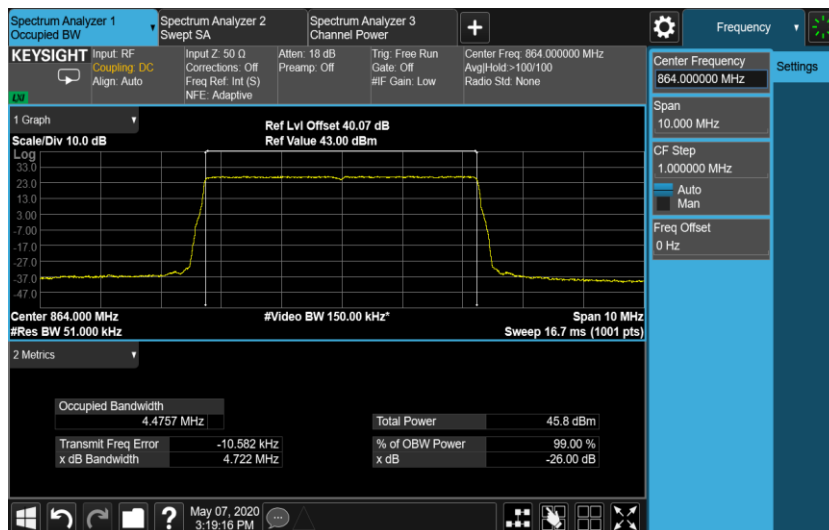 Spectrum Analyzer 1
Occupied BW
Spectrum Analyzer 2
Swept SA
Spectrum Analyzer 3
Channel Power
Frequency
KEYSIGHT
LXI
Input: RF
Coupling: DC
Align: Auto
Input Z: 50 Ω
Corrections: Off
Freq Ref: Int (S)
NFE: Adaptive
Atten: 18 dB
Preamp: Off
Trig: Free Run
Gate: Off
#IF Gain: Low
Center Freq: 864.000000 MHz
Avg|Hold:>100/100
Radio Std: None
Center Frequency
864.000000 MHz
Settings
Span
10.000 MHz
CF Step
1.000000 MHz
Auto
Man
Freq Offset
0 Hz
1 Graph
Scale/Div 10.0 dB
Ref Lvl Offset 40.07 dB
Ref Value 43.00 dBm
Log
33.0
23.0
13.0
3.00
-7.00
-17.0
-27.0
-37.0
-47.0
Center 864.000 MHz
#Video BW 150.00 kHz*
Span 10 MHz
#Res BW 51.000 kHz
Sweep 16.7 ms (1001 pts)
2 Metrics
Occupied Bandwidth
4.4757 MHz
Total Power 45.8 dBm
Transmit Freq Error -10.582 kHz
% of OBW Power 99.00 %
x dB Bandwidth 4.722 MHz
x dB -26.00 dB
May 07, 2020
3:19:16 PM